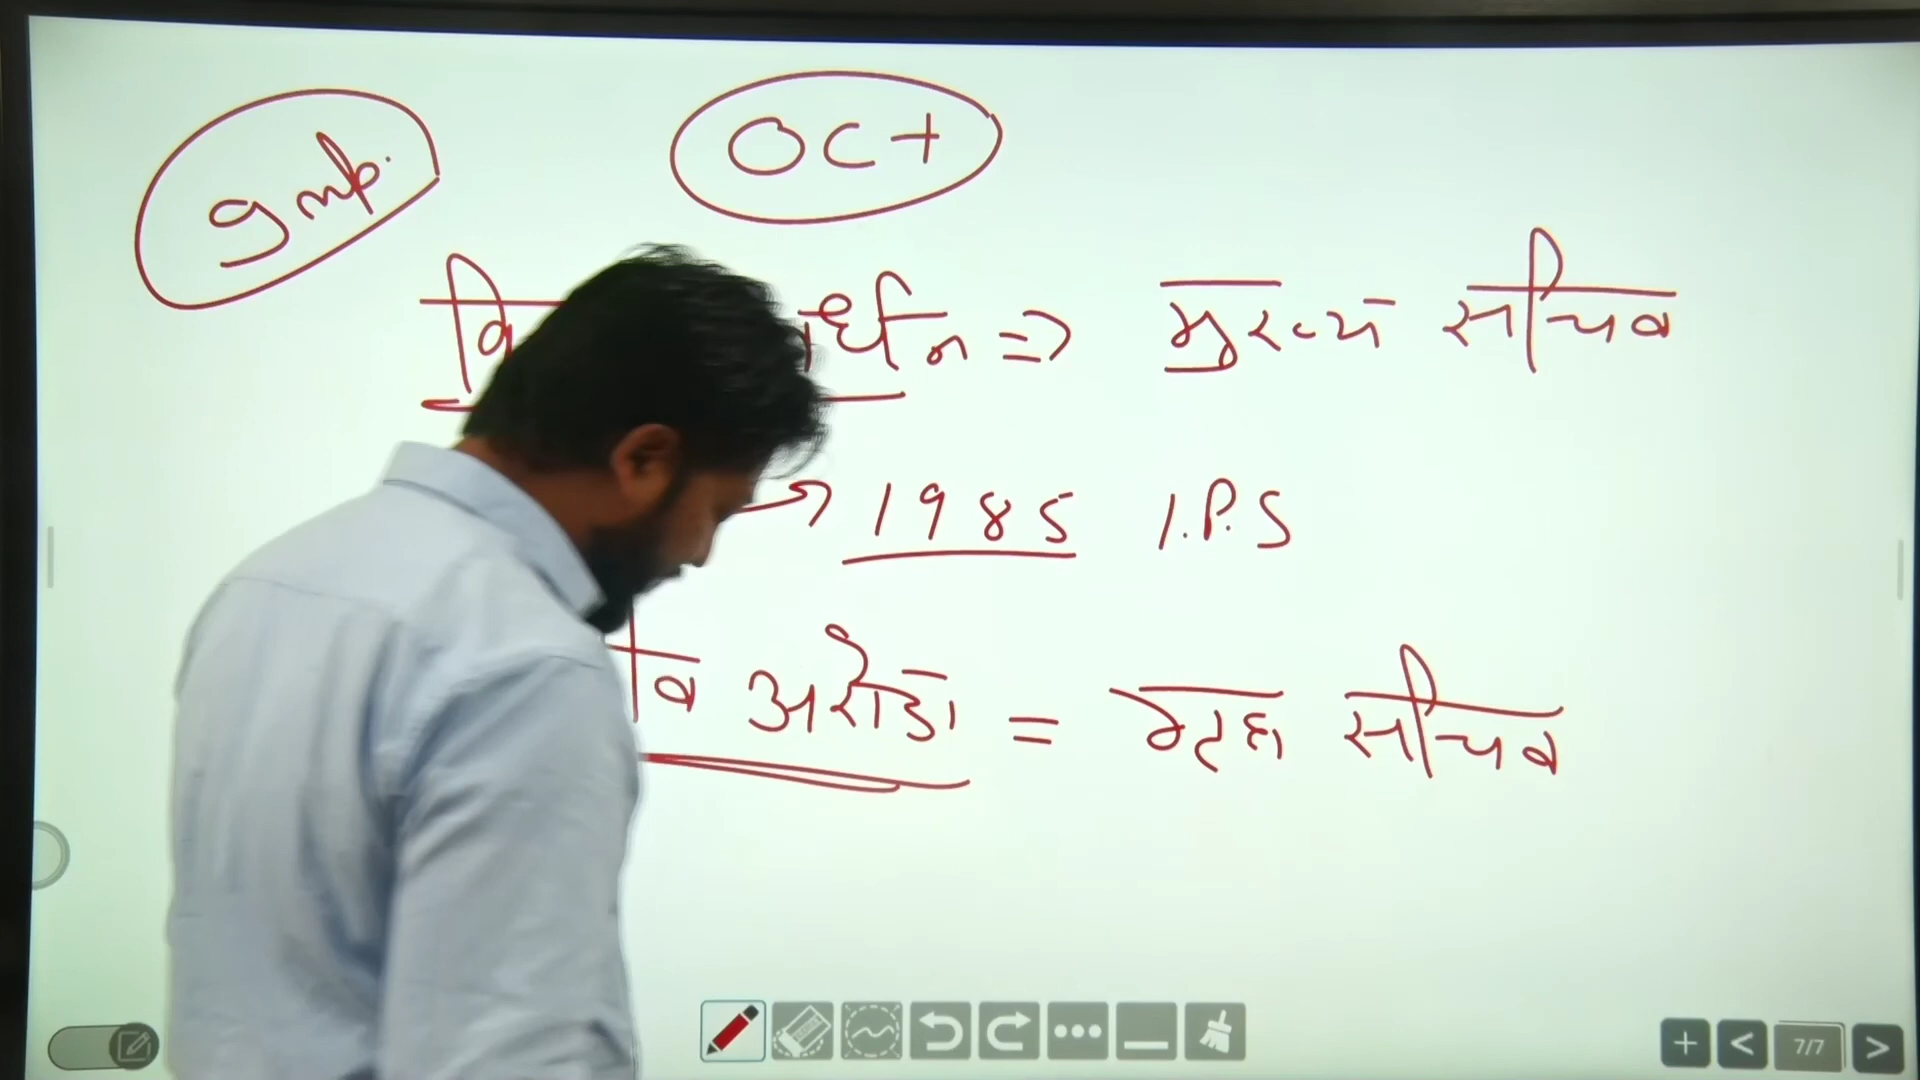 Imp.
OCT
र्धन => मुख्य सचिव
→ 1985 I.P.S
व अरोडा = गृह सचिव
7/7